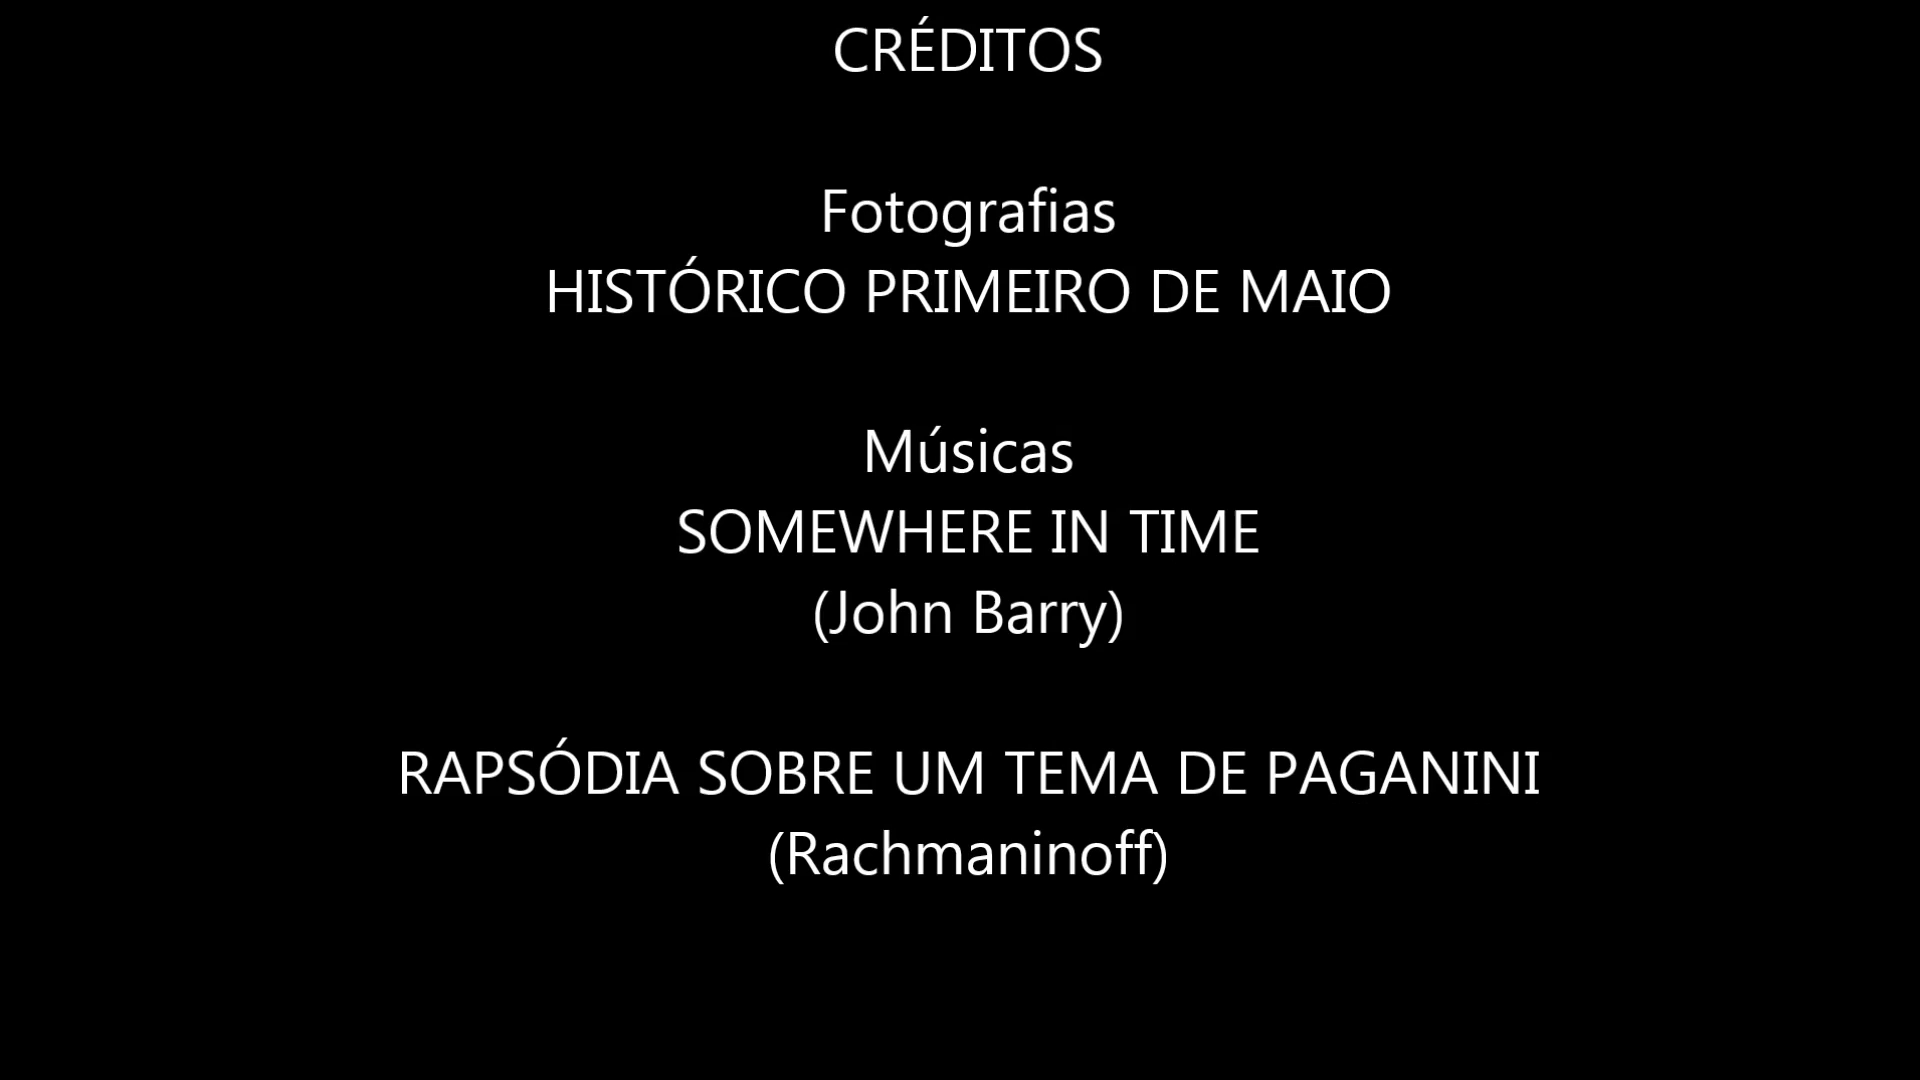 CRÉDITOS
Fotografias
HISTÓRICO PRIMEIRO DE MAIO
Músicas
SOMEWHERE IN TIME
(John Barry)
RAPSÓDIA SOBRE UM TEMA DE PAGANINI
(Rachmaninoff)